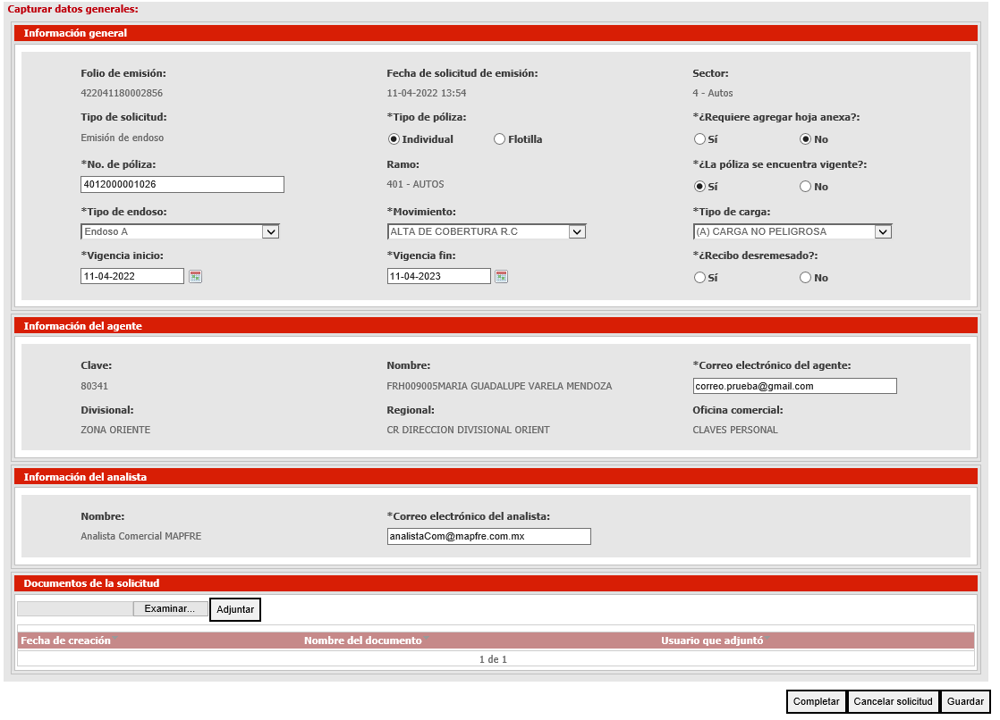 Capturar datos generales:
Información general
Folio de emisión: Fecha de solicitud de emisión: Sector:
422041180002856 11-04-2022 13:54 4 - Autos
Tipo de solicitud: *Tipo de póliza: *¿Requiere agregar hoja anexa?:
Emisión de endoso Individual Flotilla Sí No
*No. de póliza: Ramo: *¿La póliza se encuentra vigente?:
4012000001026 401 - AUTOS Sí No
*Tipo de endoso: *Movimiento: *Tipo de carga:
Endoso A ALTA DE COBERTURA R.C (A) CARGA NO PELIGROSA
*Vigencia inicio: *Vigencia fin: *¿Recibo desremesado?:
11-04-2022 11-04-2023 Sí No
Información del agente
Clave: Nombre: *Correo electrónico del agente:
80341 FRH009005MARIA GUADALUPE VARELA MENDOZA correo.prueba@gmail.com
Divisional: Regional: Oficina comercial:
ZONA ORIENTE CR DIRECCION DIVISIONAL ORIENT CLAVES PERSONAL
Información del analista
Nombre: *Correo electrónico del analista:
Analista Comercial MAPFRE analistaCom@mapfre.com.mx
Documentos de la solicitud
Examinar... Adjuntar
Fecha de creación Nombre del documento Usuario que adjuntó
1 de 1
Completar Cancelar solicitud Guardar